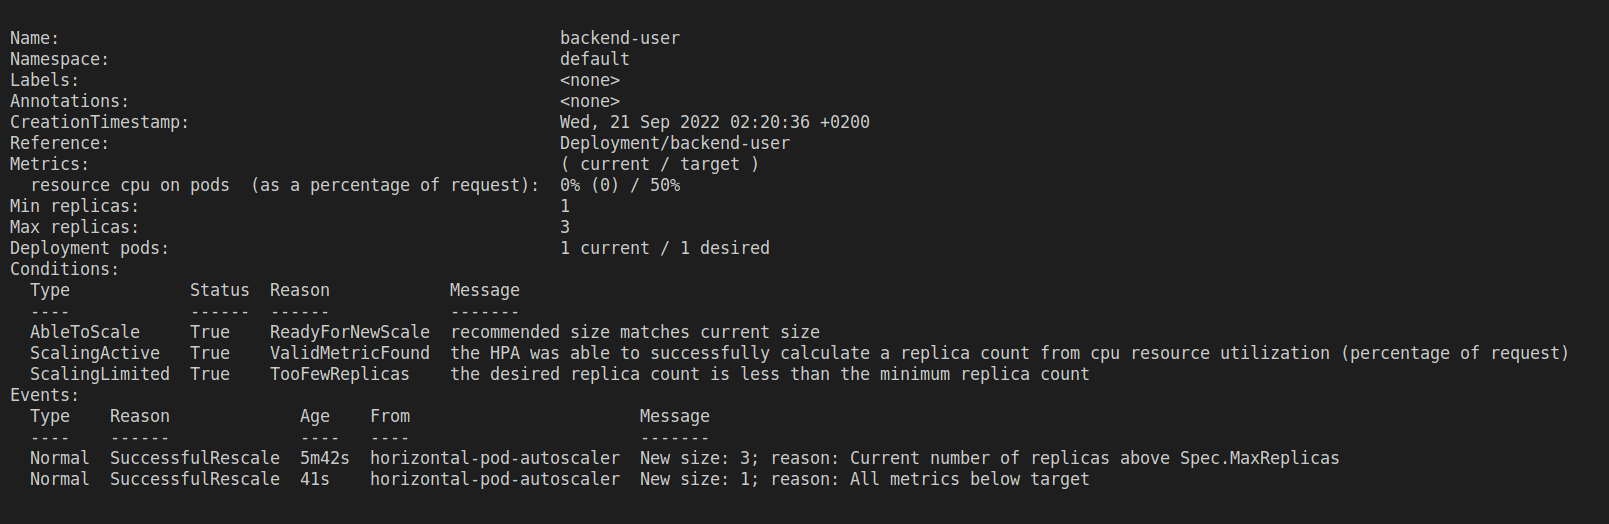 Name:                                                  backend-user
Namespace:                                             default
Labels:                                                <none>
Annotations:                                           <none>
CreationTimestamp:                                     Wed, 21 Sep 2022 02:20:36 +0200
Reference:                                             Deployment/backend-user
Metrics:                                               ( current / target )
  resource cpu on pods  (as a percentage of request):  0% (0) / 50%
Min replicas:                                          1
Max replicas:                                          3
Deployment pods:                                       1 current / 1 desired
Conditions:
  Type            Status  Reason            Message
  ----            ------  ------            -------
  AbleToScale     True    ReadyForNewScale  recommended size matches current size
  ScalingActive   True    ValidMetricFound  the HPA was able to successfully calculate a replica count from cpu resource utilization (percentage of request)
  ScalingLimited  True    TooFewReplicas    the desired replica count is less than the minimum replica count
Events:
  Type    Reason             Age    From                       Message
  ----    ------             ----   ----                       -------
  Normal  SuccessfulRescale  5m42s  horizontal-pod-autoscaler  New size: 3; reason: Current number of replicas above Spec.MaxReplicas
  Normal  SuccessfulRescale  41s    horizontal-pod-autoscaler  New size: 1; reason: All metrics below target